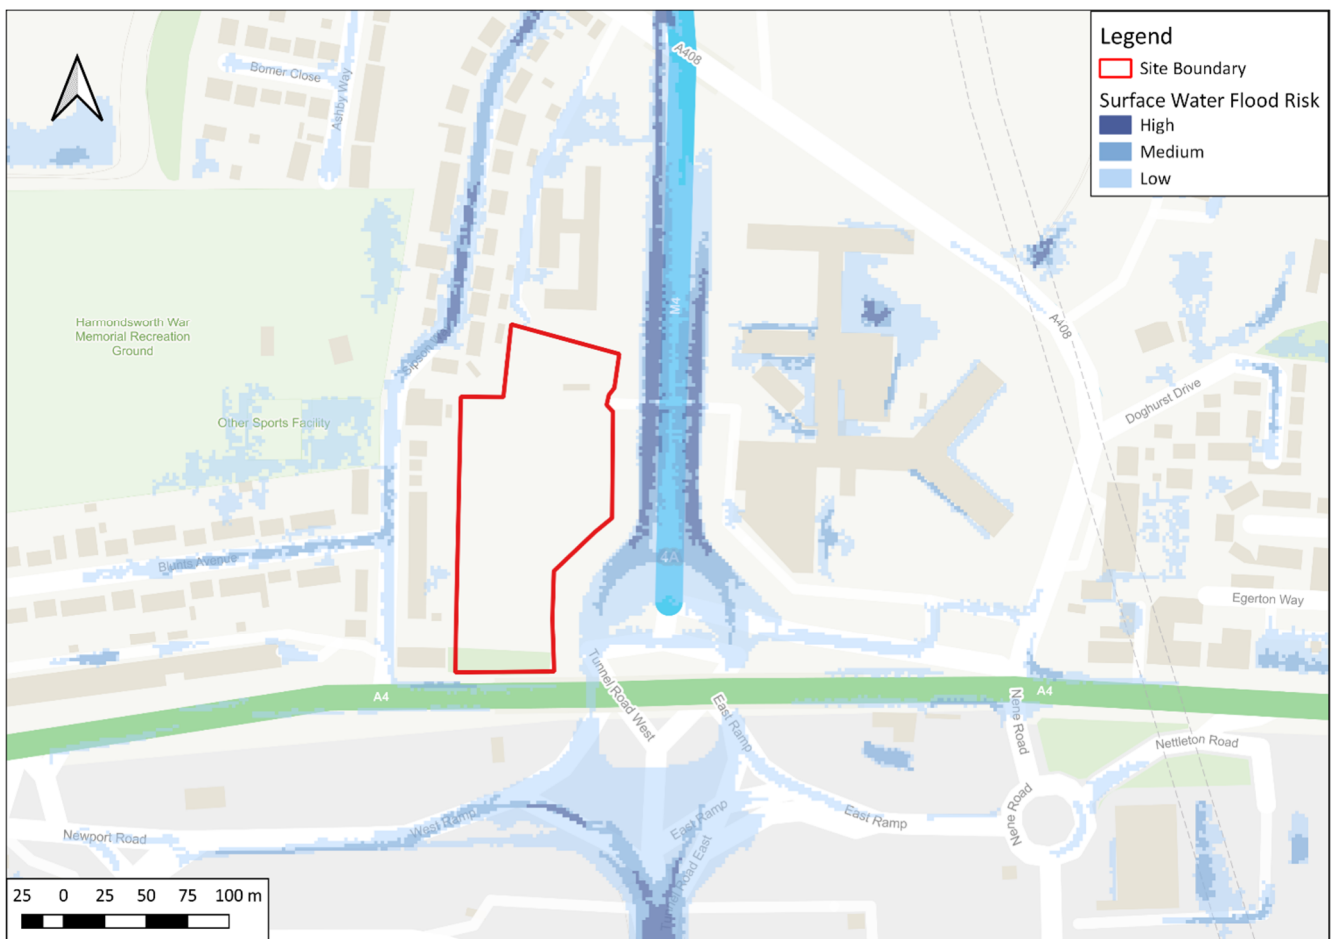 Legend
Site Boundary
Surface Water Flood Risk
High
Medium
Low
A408
Bomer Close
Ashby Way
M4
Harmondsworth War
Memorial Recreation
Ground
A408
Doghurst Drive
Other Sports Facility
Blunts Avenue
4A
Egerton Way
A4
A4
Tunnel Road West
East Ramp
Nene Road
Nettleton Road
West Ramp
East Ramp
East Ramp
Nene Road
Newport Road
Road East
25 0 25 50 75 100 m